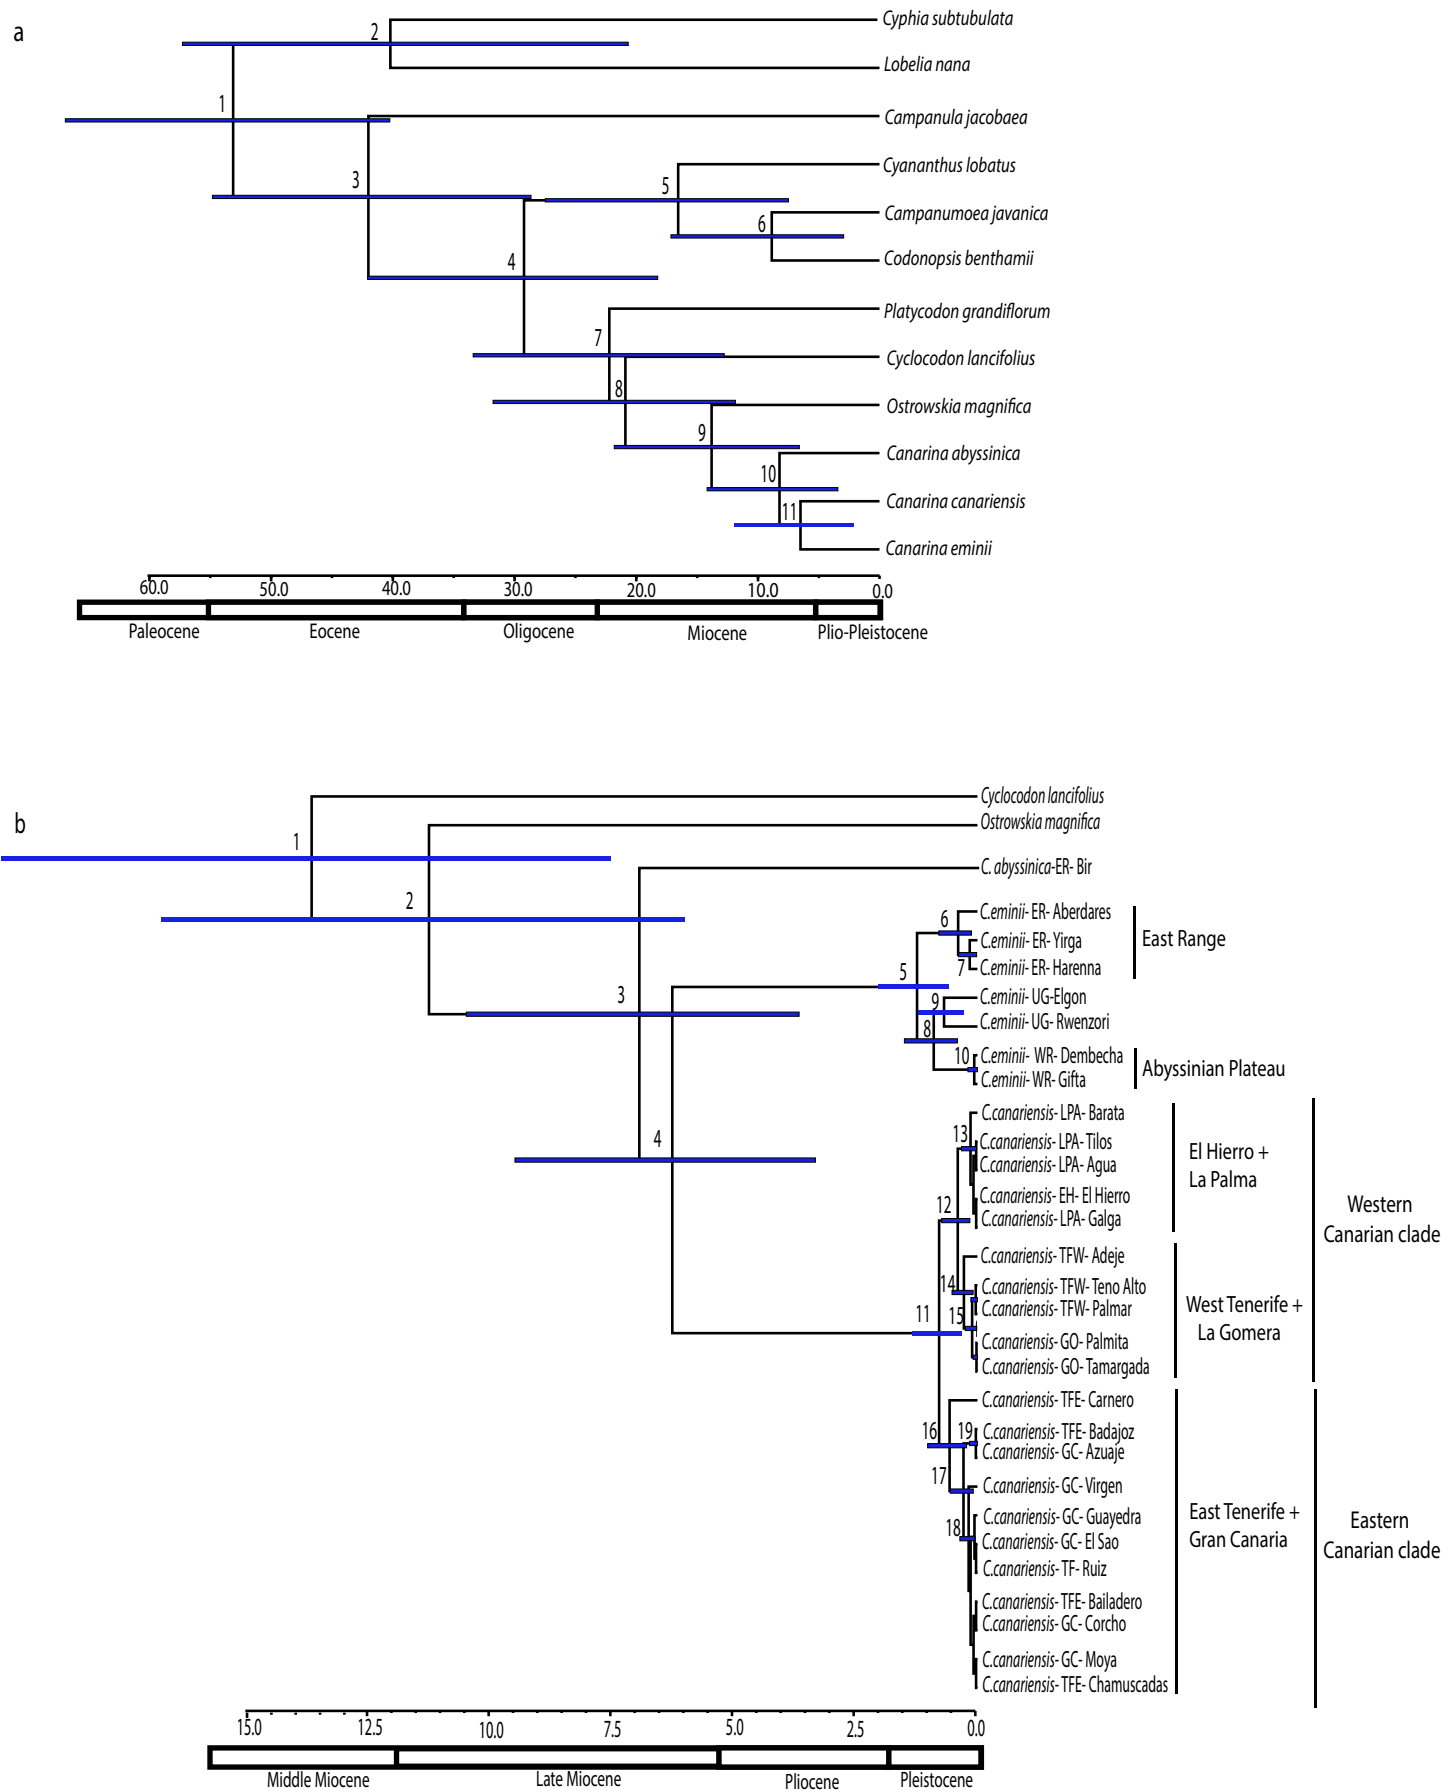 a
Cyphia subtubulata
2
Lobelia nana
1
Campanula jacobaea
Cyananthus lobatus
3
5
Campanumoea javanica
6
Codonopsis benthamii
4
Platycodon grandiflorum
7
Cyclocodon lancifolius
8
Ostrowskia magnifica
9
Canarina abyssinica
10
Canarina canariensis
11
Canarina eminii
60.0 50.0 40.0 30.0 20.0 10.0 0.0
Paleocene Eocene Oligocene Miocene Plio-Pleistocene
b
Cyclocodon lancifolius
Ostrowskia magnifica
1
C. abyssinica-ER- Bir
2
C.eminii- ER- Aberdares
6
C.eminii- ER- Yirga
East Range
7
C.eminii- ER- Harenna
5
3
C.eminii- UG-Elgon
9
C.eminii- UG- Rwenzori
8
C.eminii- WR- Dembecha
10
Abyssinian Plateau
C.eminii- WR- Gifta
C.canariensis- LPA- Barata
4
13
C.canariensis- LPA- Tilos
El Hierro +
La Palma
C.canariensis- LPA- Agua
C.canariensis- EH- El Hierro
12
C.canariensis- LPA- Galga
Western
Canarian clade
C.canariensis- TFW- Adeje
14
C.canariensis- TFW- Teno Alto
C.canariensis- TFW- Palmar
West Tenerife +
La Gomera
11
15
C.canariensis- GO- Palmita
C.canariensis- GO- Tamargada
C.canariensis- TFE- Carnero
16
19
C.canariensis- TFE- Badajoz
C.canariensis- GC- Azuaje
17
C.canariensis- GC- Virgen
C.canariensis- GC- Guayedra
East Tenerife +
Gran Canaria
18
C.canariensis- GC- El Sao
Eastern
Canarian clade
C.canariensis- TF- Ruiz
C.canariensis- TFE- Bailadero
C.canariensis- GC- Corcho
C.canariensis- GC- Moya
C.canariensis- TFE- Chamuscadas
15.0 12.5 10.0 7.5 5.0 2.5 0.0
Middle Miocene Late Miocene Pliocene Pleistocene